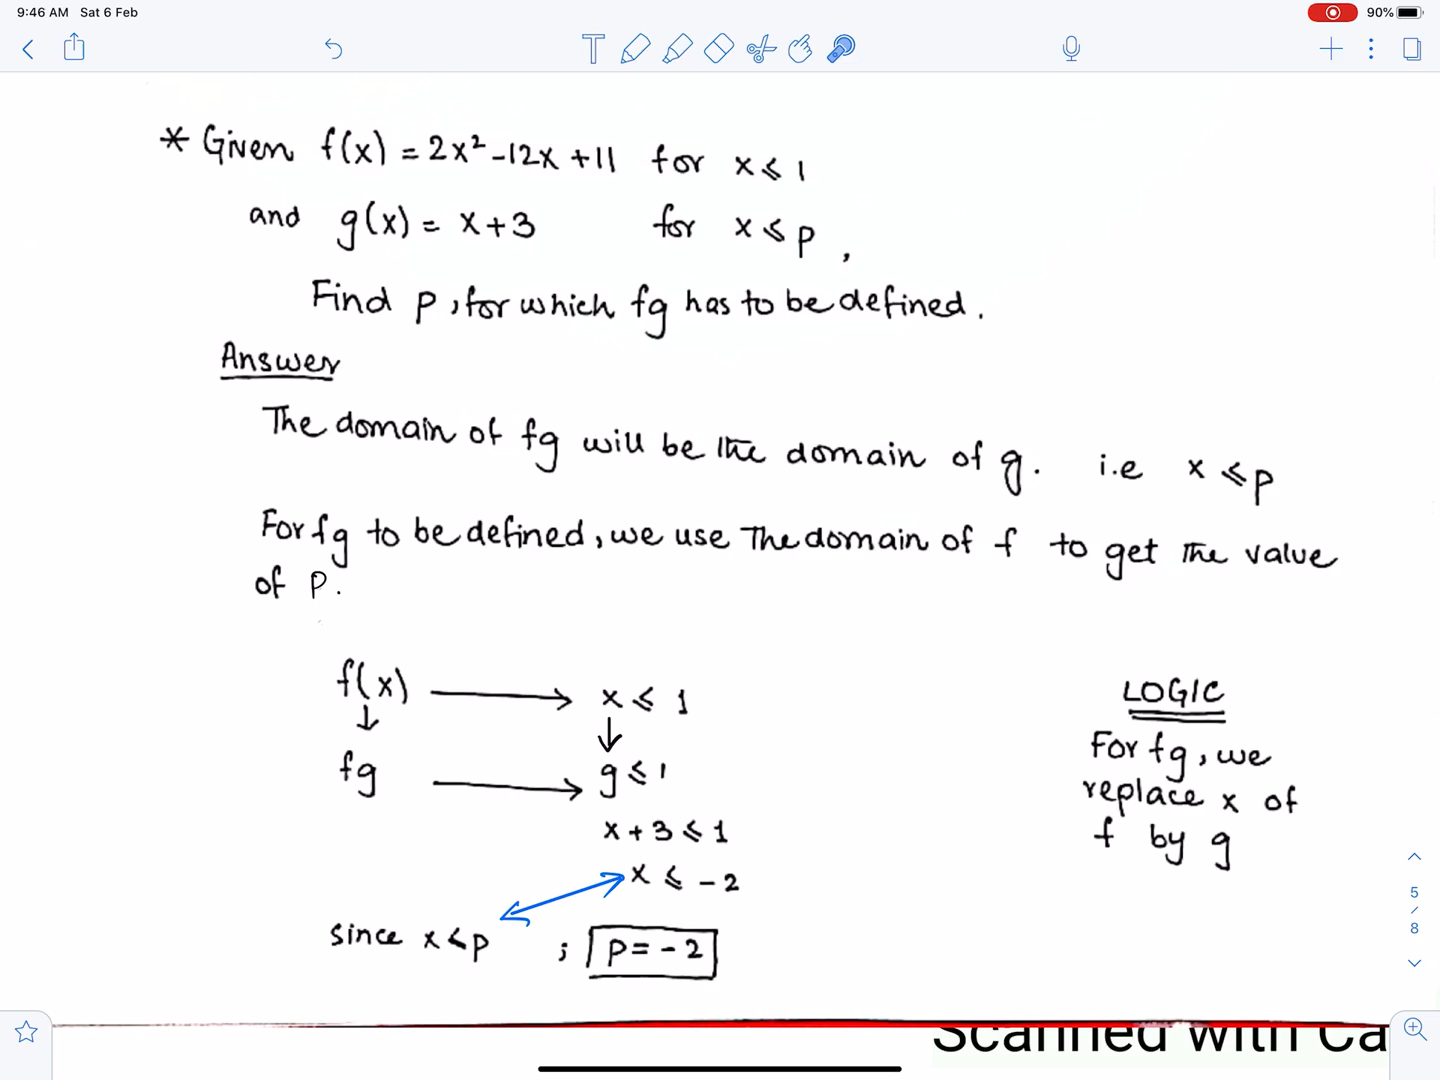 9:46 AM Sat 6 Feb
90%
* Given f(x) = 2x² -12x +11 for x ⩽ 1
and g(x) = x+3 for x ⩽ p,
Find p, for which fg has to be defined.
Answer
The domain of fg will be the domain of g. i.e x ⩽ p
For fg to be defined, we use The domain of f to get the value
of P.
f(x) → x ⩽ 1
↓ ↓
fg → g ⩽ 1
x + 3 ⩽ 1
x ⩽ -2
since x<p ; p = -2
LOGIC
For fg, we
replace x of
f by g
5
/
8
Scanned with Ca